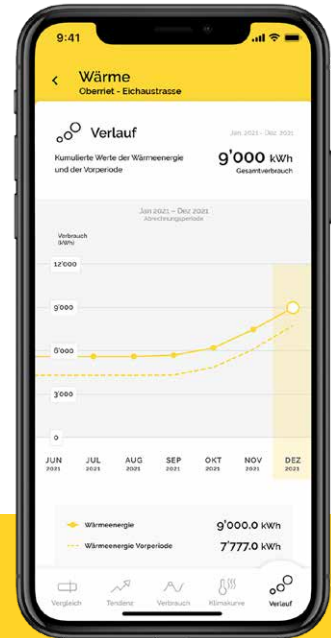 9:41
Wärme
Oberriet - Eichaustrasse
Verlauf
Jan 2021 - Dez 2021
Kumulierte Werte der Wärmeenergie
und der Vorperiode
9'000 kWh
Gesamtverbrauch
Jan 2021 – Dez 2021
Abrechnungsperiode
Verbrauch
(kWh)
12'000
9'000
6'000
3'000
0
JUN JUL AUG SEP OKT NOV DEZ
2021 2021 2021 2021 2021 2021 2021
Wärmeenergie 9'000.0 kWh
Wärmeenergie Vorperiode 7'777.0 kWh
Vergleich Tendenz Verbrauch Klimakurve Verlauf